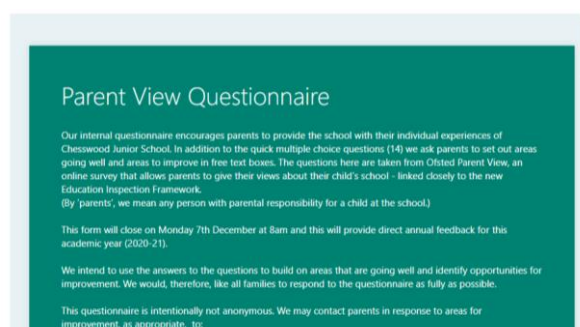 Parent View Questionnaire
Our internal questionnaire encourages parents to provide the school with their individual experiences of
Chesswood Junior School. In addition to the quick multiple choice questions (14) we ask parents to set out areas
going well and areas to improve in free text boxes. The questions here are taken from Ofsted Parent View, an
online survey that allows parents to give their views about their child's school - linked closely to the new
Education Inspection Framework.
(By 'parents', we mean any person with parental responsibility for a child at the school.)
This form will close on Monday 7th December at 8am and this will provide direct annual feedback for this
academic year (2020-21).
We intend to use the answers to the questions to build on areas that are going well and identify opportunities for
improvement. We would, therefore, like all families to respond to the questionnaire as fully as possible.
This questionnaire is intentionally not anonymous. We may contact parents in response to areas for
improvement, as appropriate, to: